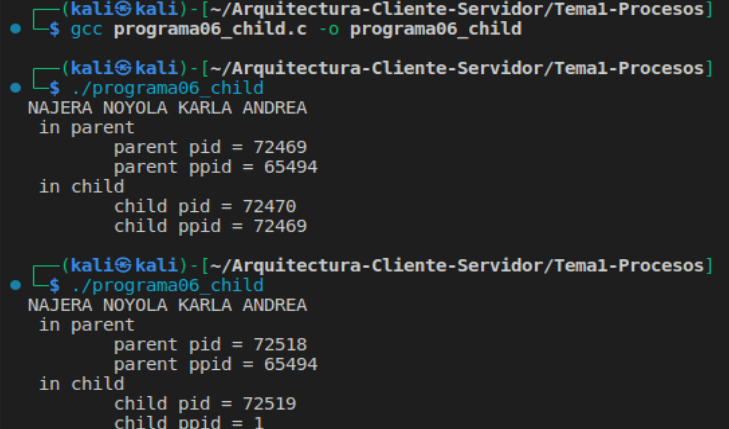 ┌──(kali㉿kali)-[~/Arquitectura-Cliente-Servidor/Tema1-Procesos]
└─$ gcc programa06_child.c -o programa06_child
┌──(kali㉿kali)-[~/Arquitectura-Cliente-Servidor/Tema1-Procesos]
└─$ ./programa06_child
NAJERA NOYOLA KARLA ANDREA
in parent
parent pid = 72469
parent ppid = 65494
in child
child pid = 72470
child ppid = 72469
┌──(kali㉿kali)-[~/Arquitectura-Cliente-Servidor/Tema1-Procesos]
└─$ ./programa06_child
NAJERA NOYOLA KARLA ANDREA
in parent
parent pid = 72518
parent ppid = 65494
in child
child pid = 72519
child ppid = 1